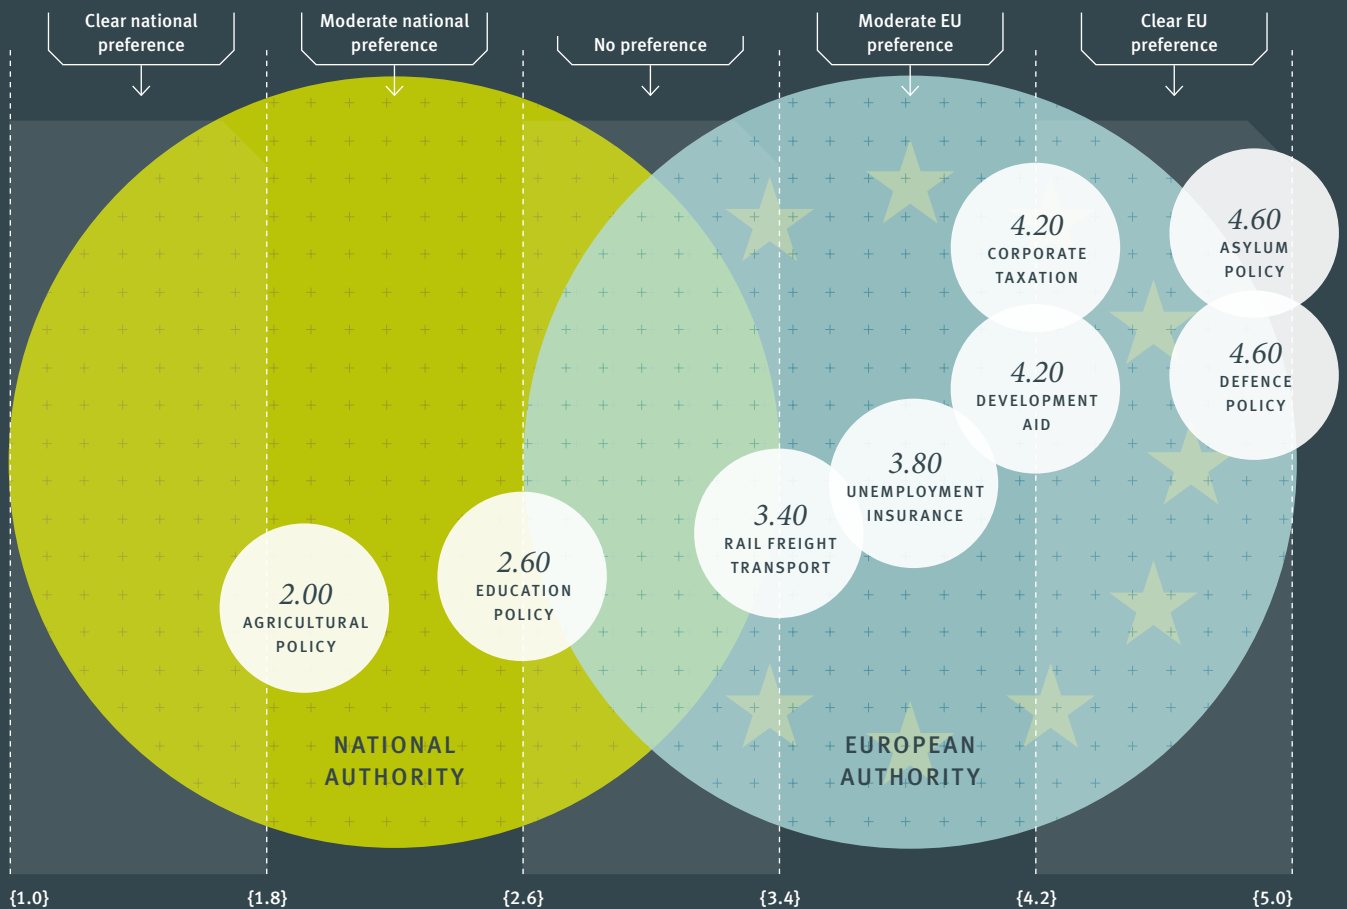 Clear national
preference
Moderate national
preference
No preference
Moderate EU
preference
Clear EU
preference
4.20
CORPORATE
TAXATION
4.60
ASYLUM
POLICY
4.20
DEVELOPMENT
AID
4.60
DEFENCE
POLICY
3.80
UNEMPLOYMENT
INSURANCE
3.40
RAIL FREIGHT
TRANSPORT
2.60
EDUCATION
POLICY
2.00
AGRICULTURAL
POLICY
NATIONAL
AUTHORITY
EUROPEAN
AUTHORITY
{1.0}
{1.8}
{2.6}
{3.4}
{4.2}
{5.0}